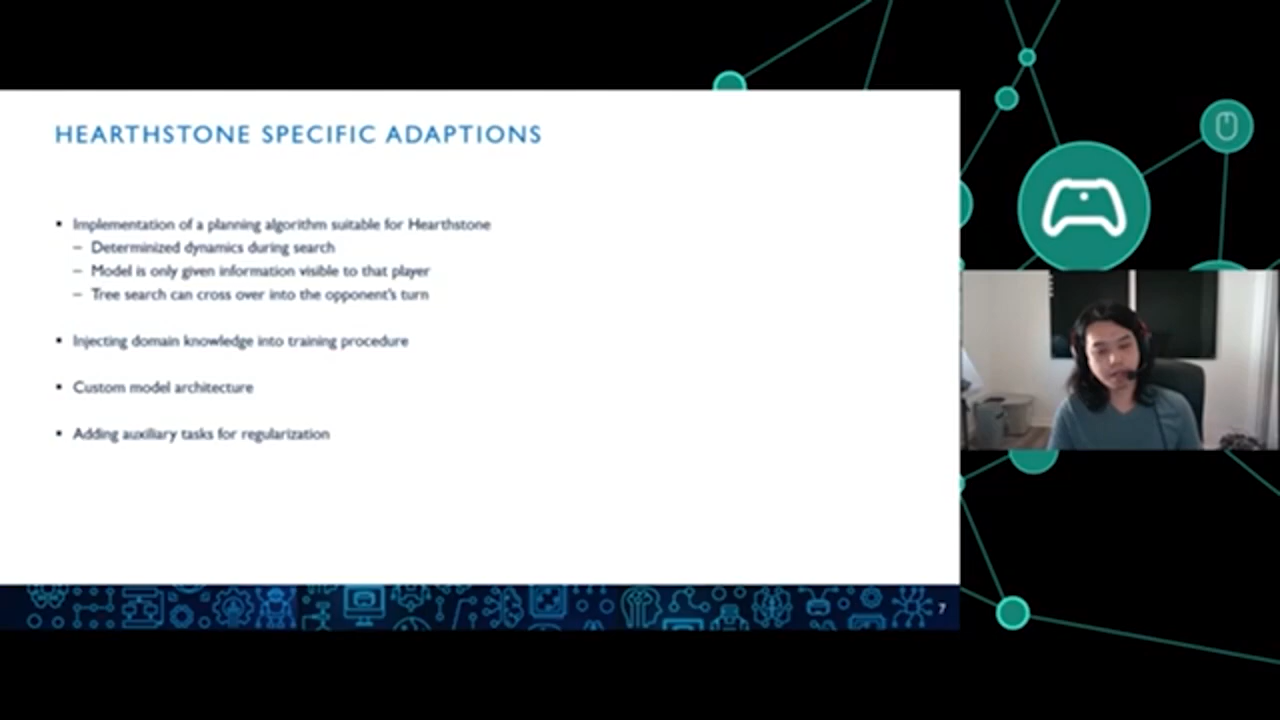 HEARTHSTONE SPECIFIC ADAPTIONS
▪ Implementation of a planning algorithm suitable for Hearthstone
– Determinized dynamics during search
– Model is only given information visible to that player
– Tree search can cross over into the opponent's turn
▪ Injecting domain knowledge into training procedure
▪ Custom model architecture
▪ Adding auxiliary tasks for regularization
7